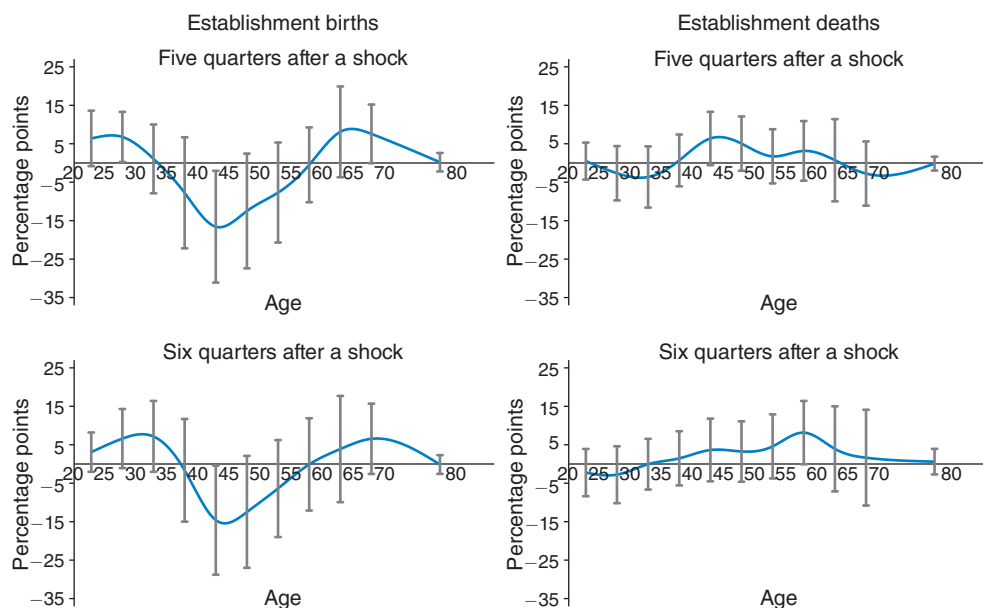 Establishment births
Five quarters after a shock
Percentage points
25
15
5
−5
−15
−25
−35
20 25 30 35 40 45 50 55 60 65 70 80
Age
Establishment deaths
Five quarters after a shock
Percentage points
25
15
5
−5
−15
−25
−35
20 25 30 35 40 45 50 55 60 65 70 80
Age
Six quarters after a shock
Percentage points
25
15
5
−5
−15
−25
−35
20 25 30 35 40 45 50 55 60 65 70 80
Age
Six quarters after a shock
Percentage points
25
15
5
−5
−15
−25
−35
20 25 30 35 40 45 50 55 60 65 70 80
Age